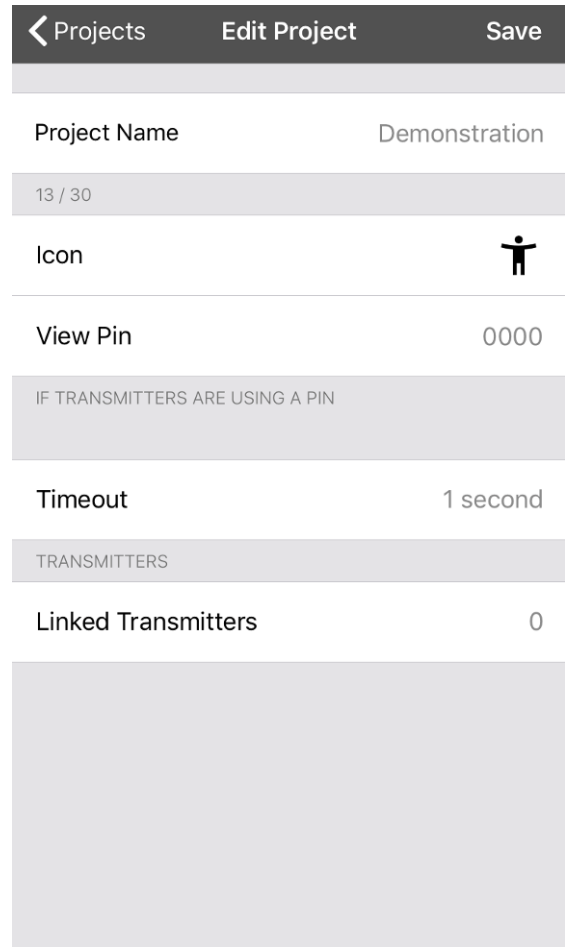 Projects Edit Project Save
Project Name Demonstration
13 / 30
Icon
View Pin 0000
IF TRANSMITTERS ARE USING A PIN
Timeout 1 second
TRANSMITTERS
Linked Transmitters 0